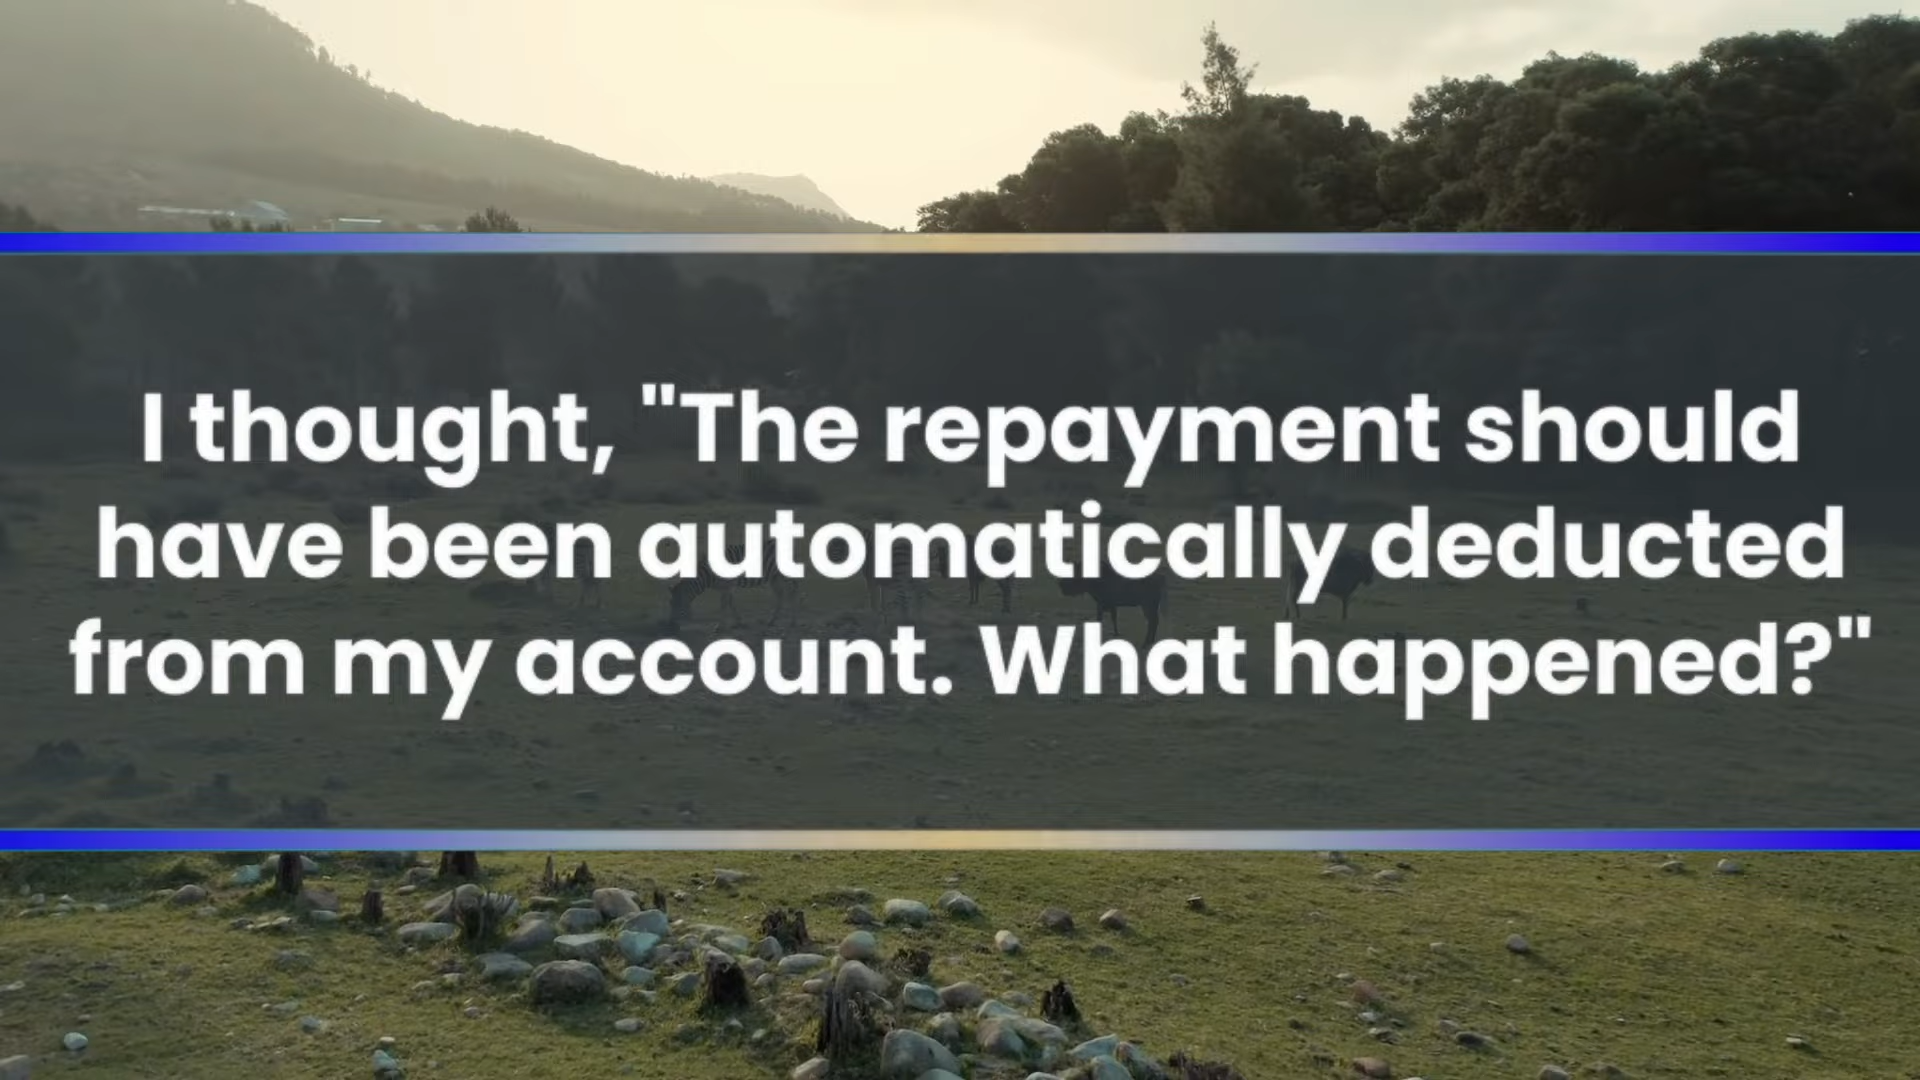 I thought, "The repayment should
have been automatically deducted
from my account. What happened?"